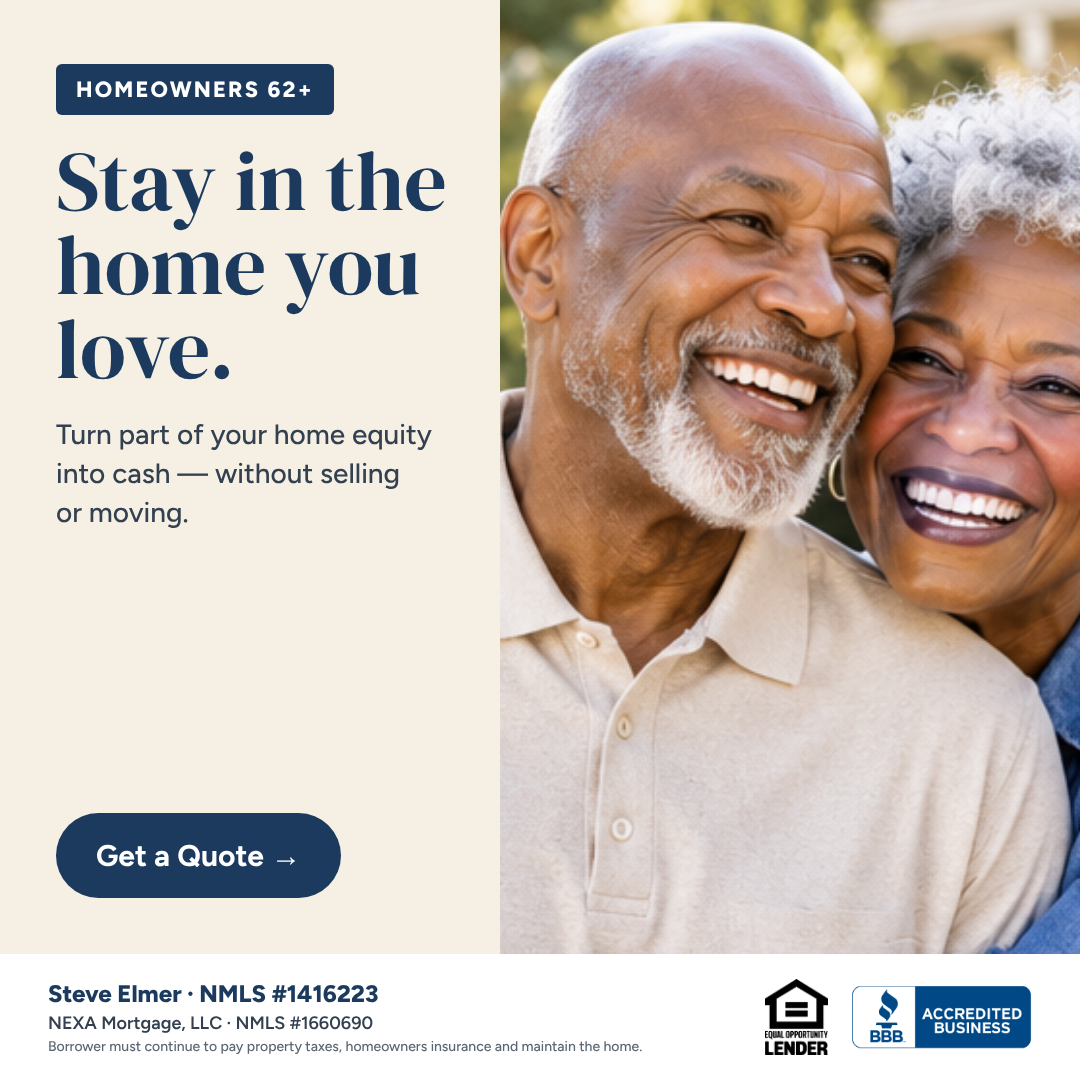 HOMEOWNERS 62+
Stay in the
home you
love.
Turn part of your home equity
into cash — without selling
or moving.
Get a Quote →
Steve Elmer · NMLS #1416223
NEXA Mortgage, LLC · NMLS #1660690
Borrower must continue to pay property taxes, homeowners insurance and maintain the home.
EQUAL OPPORTUNITY
LENDER
BBB.
ACCREDITED
BUSINESS